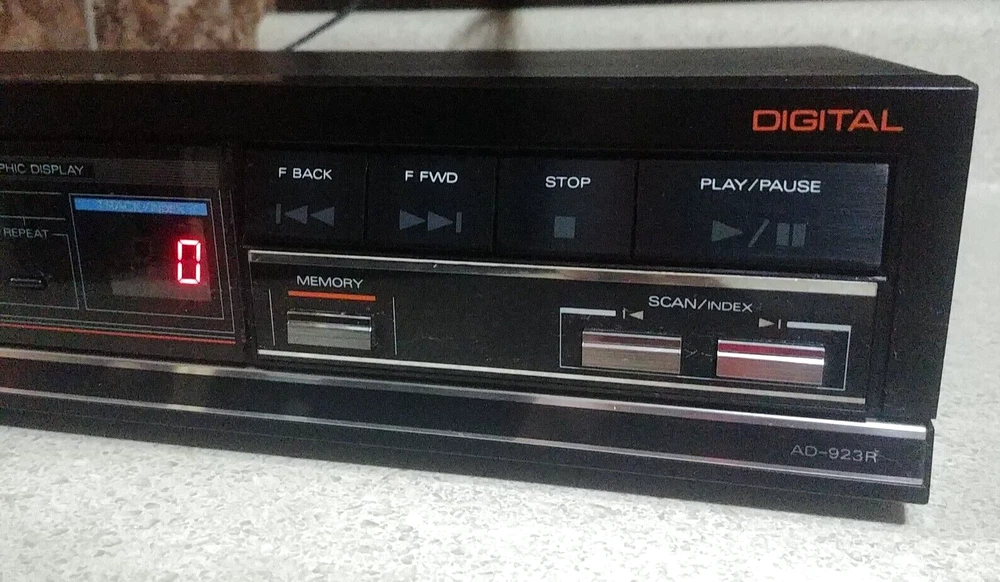 DIGITAL
PHIC DISPLAY
F BACK
F FWD
STOP
PLAY/PAUSE
REPEAT
0
MEMORY
SCAN/INDEX
AD-923R